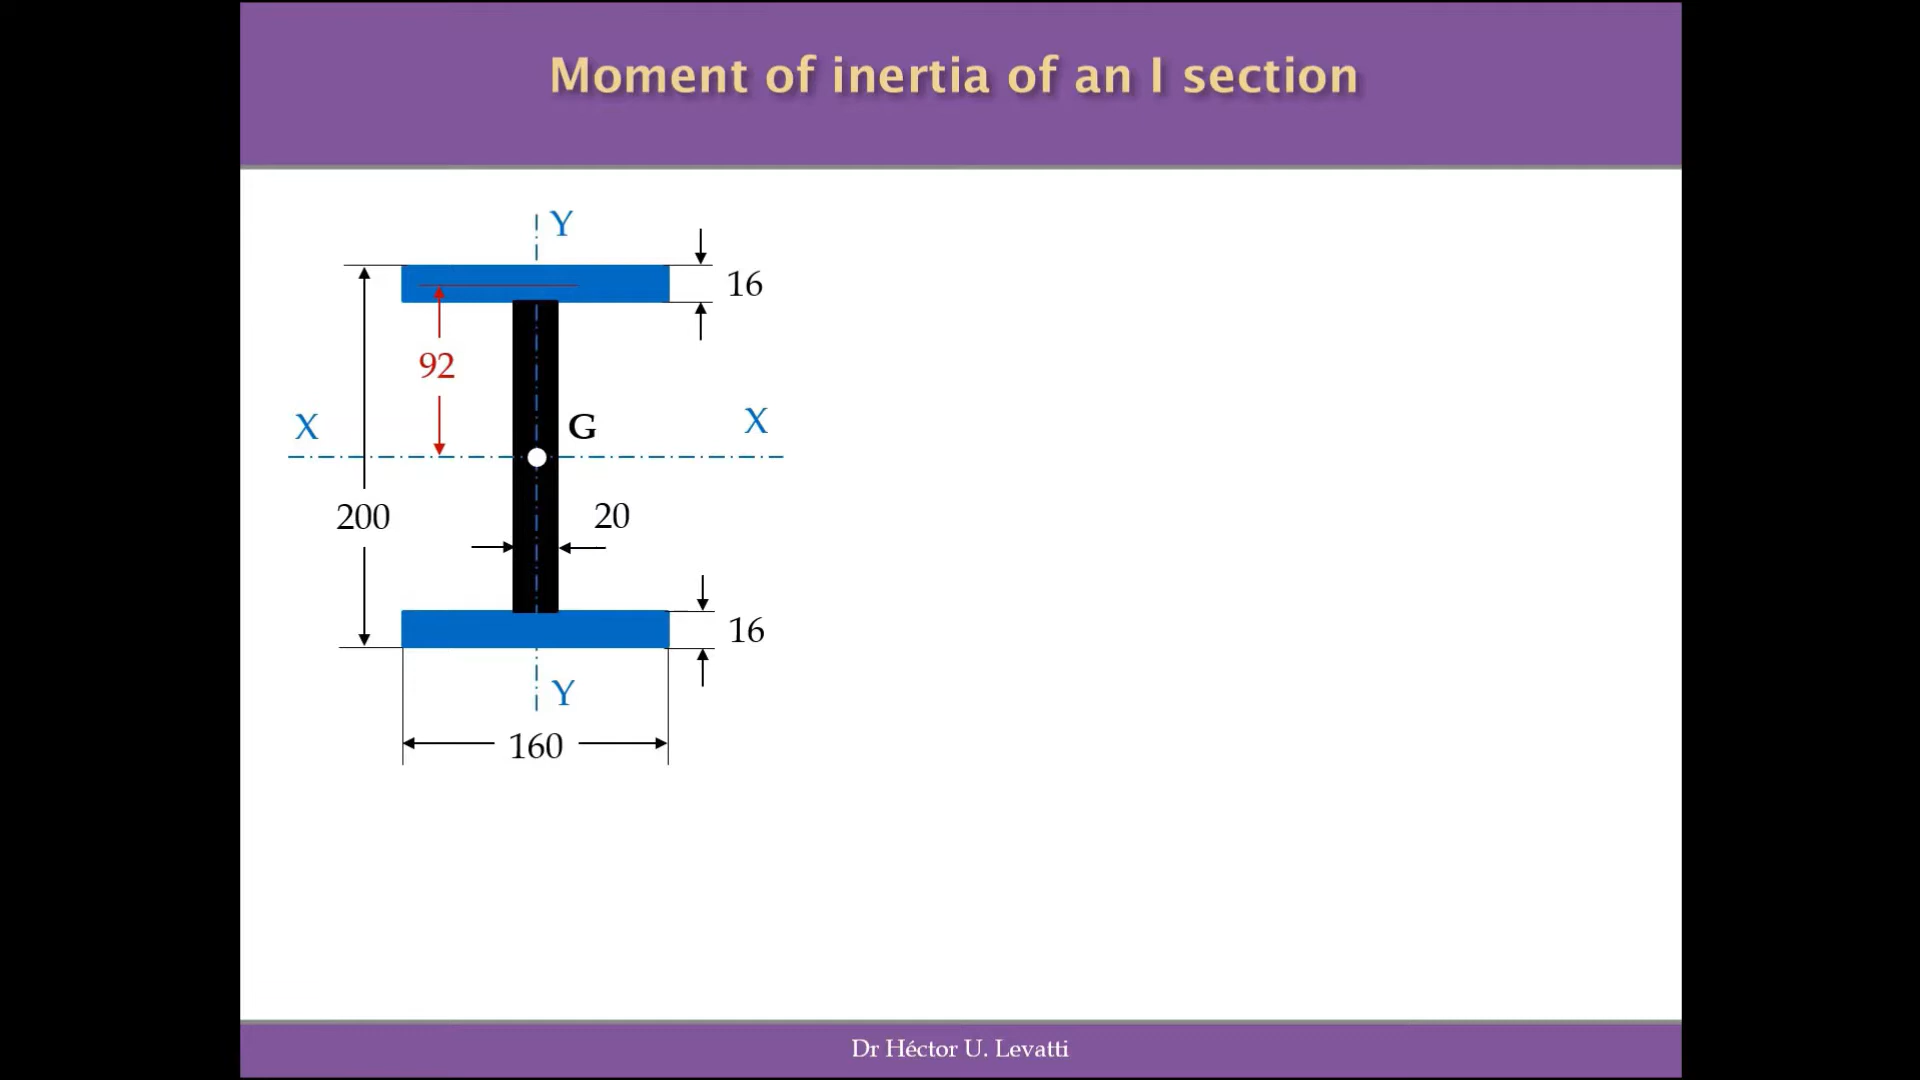 Moment of inertia of an I section
Y
16
92
X
G
X
200
20
16
Y
160
Dr Héctor U. Levatti